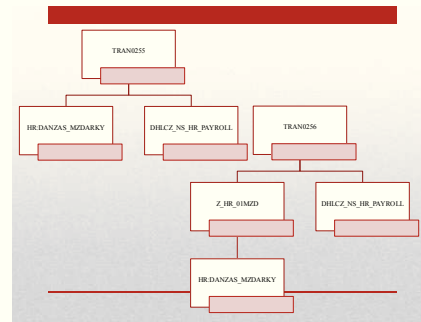 TRAN0255
HR:DANZAS_MZDARKY
DHLCZ_NS_HR_PAYROLL
TRAN0256
Z_HR_01MZD
DHLCZ_NS_HR_PAYROLL
HR:DANZAS_MZDARKY